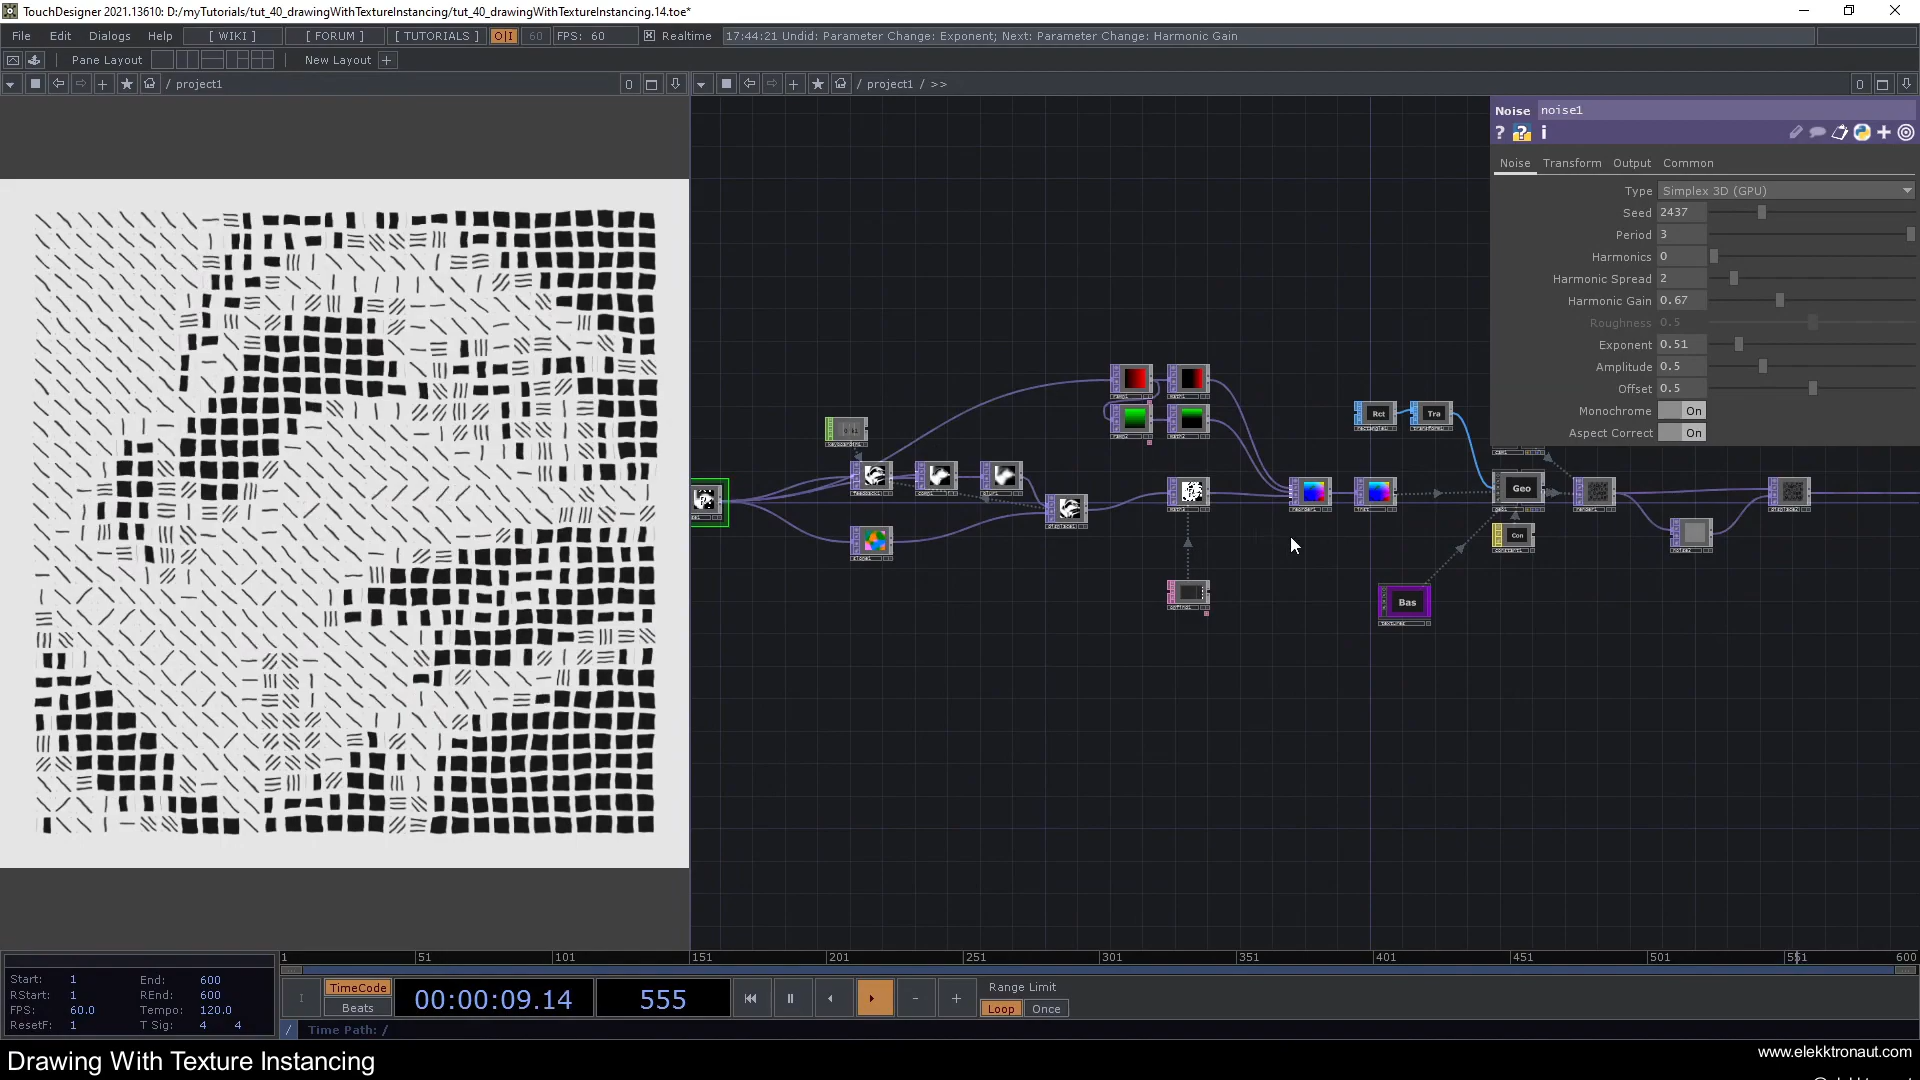 TouchDesigner 2021.13610: D:/myTutorials/tut_40_drawingWithTextureInstancing/tut_40_drawingWithTextureInstancing.14.toe*
File Edit Dialogs Help [ WIKI ] [ FORUM ] [ TUTORIALS ] O|I 60 FPS: 60 Realtime 17:44:21 Undid: Parameter Change: Exponent; Next: Parameter Change: Harmonic Gain
Pane Layout New Layout +
/ project1 0 / project1 / >> 0
Noise noise1
Noise Transform Output Common
Type Simplex 3D (GPU)
Seed 2437
Period 3
Harmonics 0
Harmonic Spread 2
Harmonic Gain 0.67
Roughness 0.5
Exponent 0.51
Amplitude 0.5
Offset 0.5
Monochrome On
Aspect Correct On
Rct Tra
Geo
Con
Bas
1 51 101 151 201 251 301 351 401 451 501 551 600
Start: 1 End: 600
RStart: 1 REnd: 600
FPS: 60.0 Tempo: 120.0
ResetF: 1 T Sig: 4 4
TimeCode
Beats
00:00:09.14 555
Range Limit
Loop Once
/ Time Path: /
Drawing With Texture Instancing
www.elekktronaut.com